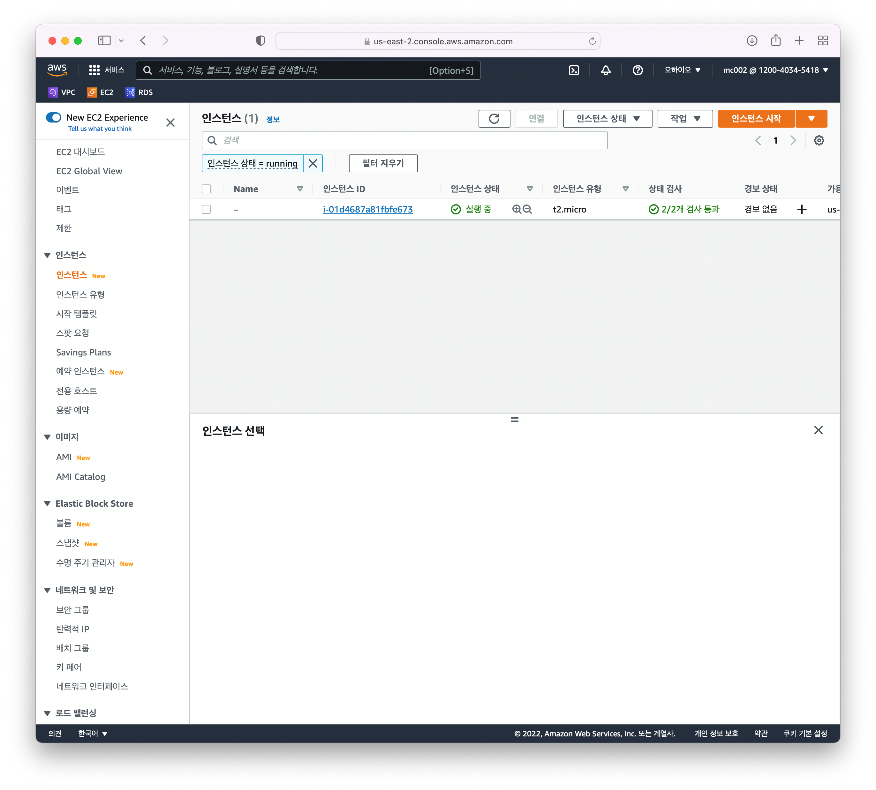 us-east-2.console.aws.amazon.com
aws
서비스
서비스, 기능, 블로그, 설명서 등을 검색합니다.
[Option+S]
오하이오
mc002 @ 1200-4034-5418
VPC
EC2
RDS
New EC2 Experience
Tell us what you think
EC2 대시보드
EC2 Global View
이벤트
태그
제한
인스턴스
인스턴스 New
인스턴스 유형
시작 템플릿
스팟 요청
Savings Plans
예약 인스턴스 New
전용 호스트
용량 예약
이미지
AMI New
AMI Catalog
Elastic Block Store
볼륨 New
스냅샷 New
수명 주기 관리자 New
네트워크 및 보안
보안 그룹
탄력적 IP
배치 그룹
키 페어
네트워크 인터페이스
로드 밸런싱
인스턴스 (1) 정보
연결
인스턴스 상태
작업
인스턴스 시작
검색
1
인스턴스 상태 = running
필터 지우기
Name 인스턴스 ID 인스턴스 상태 인스턴스 유형 상태 검사 경보 상태 가용
– i-01d4687a81fbfe673 실행 중 t2.micro 2/2개 검사 통과 경보 없음 us-
인스턴스 선택
의견
한국어
© 2022, Amazon Web Services, Inc. 또는 계열사.
개인 정보 보호
약관
쿠키 기본 설정